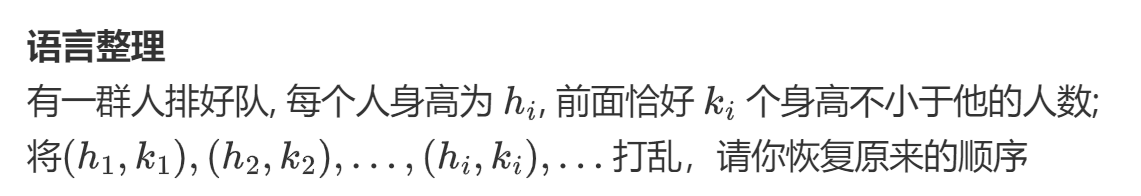 语言整理
有一群人排好队, 每个人身高为 $h_i$, 前面恰好 $k_i$ 个身高不小于他的人数;
将$(h_1, k_1), (h_2, k_2), \ldots, (h_i, k_i), \ldots$ 打乱，请你恢复原来的顺序